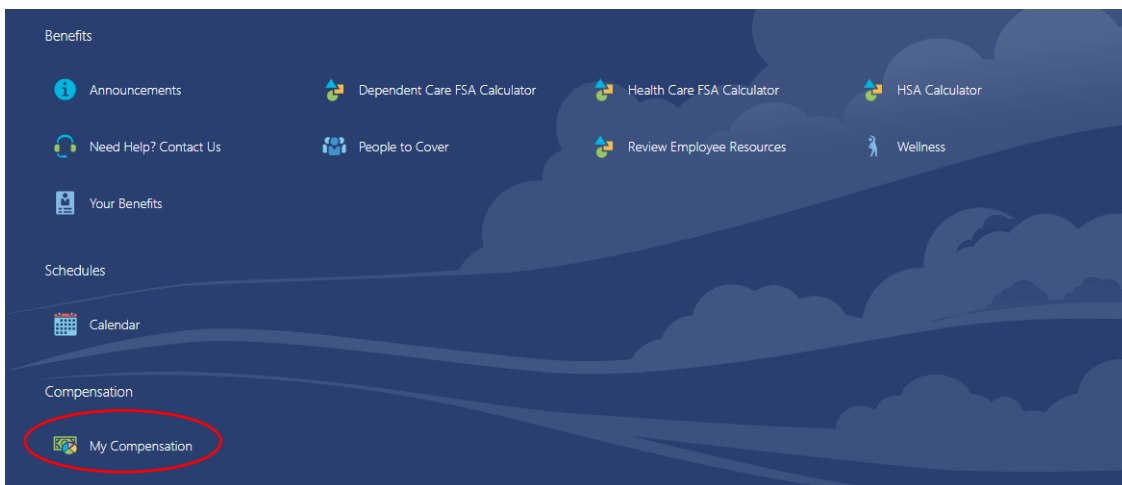 Benefits
Announcements
Dependent Care FSA Calculator
Health Care FSA Calculator
HSA Calculator
Need Help? Contact Us
People to Cover
Review Employee Resources
Wellness
Your Benefits
Schedules
Calendar
Compensation
My Compensation